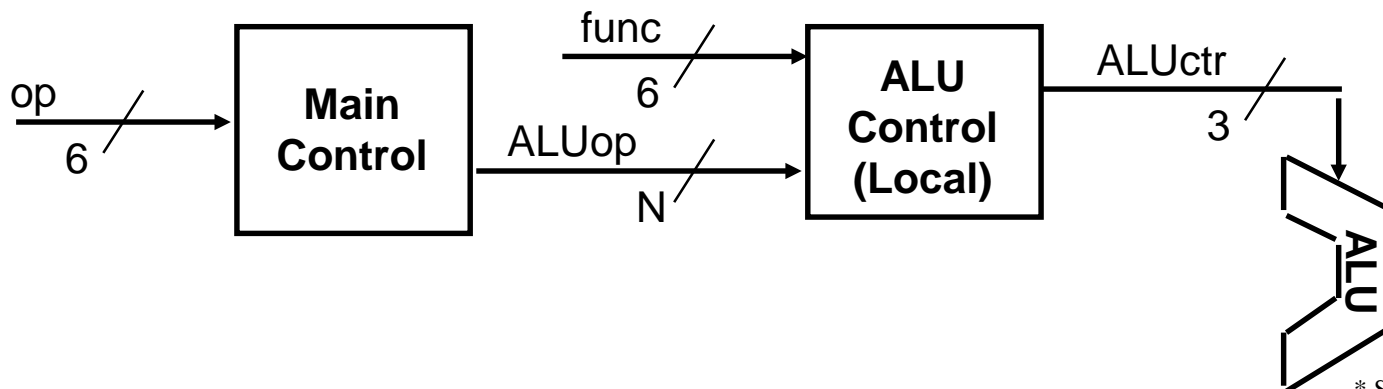 op
6
Main
Control
func
6
ALUop
N
ALU
Control
(Local)
ALUctr
3
ALU
*